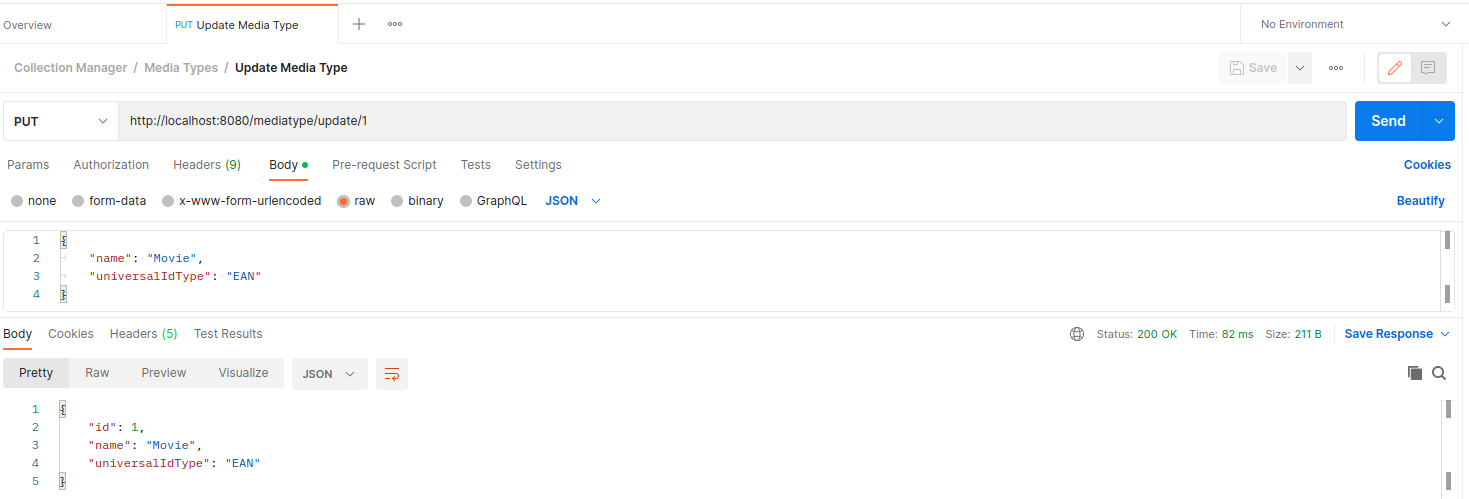 Overview
PUT Update Media Type
No Environment
Collection Manager / Media Types / Update Media Type
Save
PUT http://localhost:8080/mediatype/update/1 Send
Params Authorization Headers (9) Body Pre-request Script Tests Settings Cookies
none form-data x-www-form-urlencoded raw binary GraphQL JSON Beautify
1 {
2 "name": "Movie",
3 "universalIdType": "EAN"
4 }
Body Cookies Headers (5) Test Results Status: 200 OK Time: 82 ms Size: 211 B Save Response
Pretty Raw Preview Visualize JSON
1 {
2 "id": 1,
3 "name": "Movie",
4 "universalIdType": "EAN"
5 }